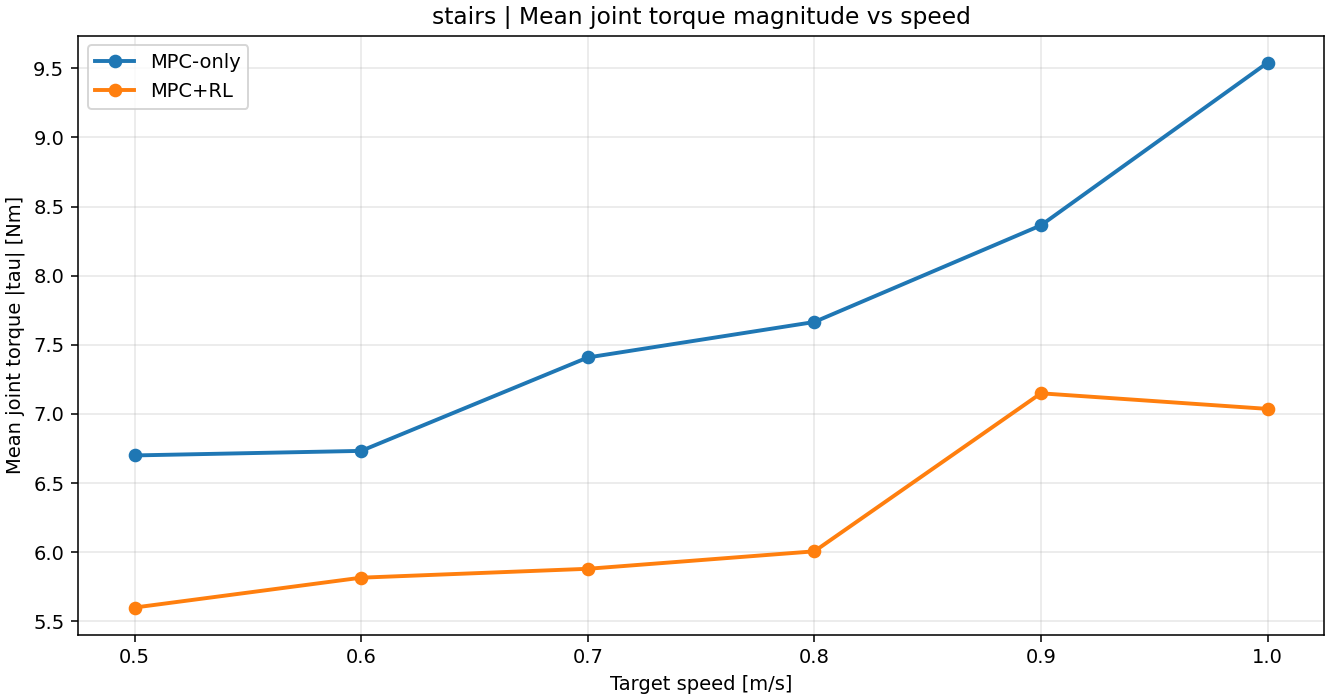 stairs | Mean joint torque magnitude vs speed
MPC-only
MPC+RL
Mean joint torque |tau| [Nm]
9.5
9.0
8.5
8.0
7.5
7.0
6.5
6.0
5.5
0.5 0.6 0.7 0.8 0.9 1.0
Target speed [m/s]